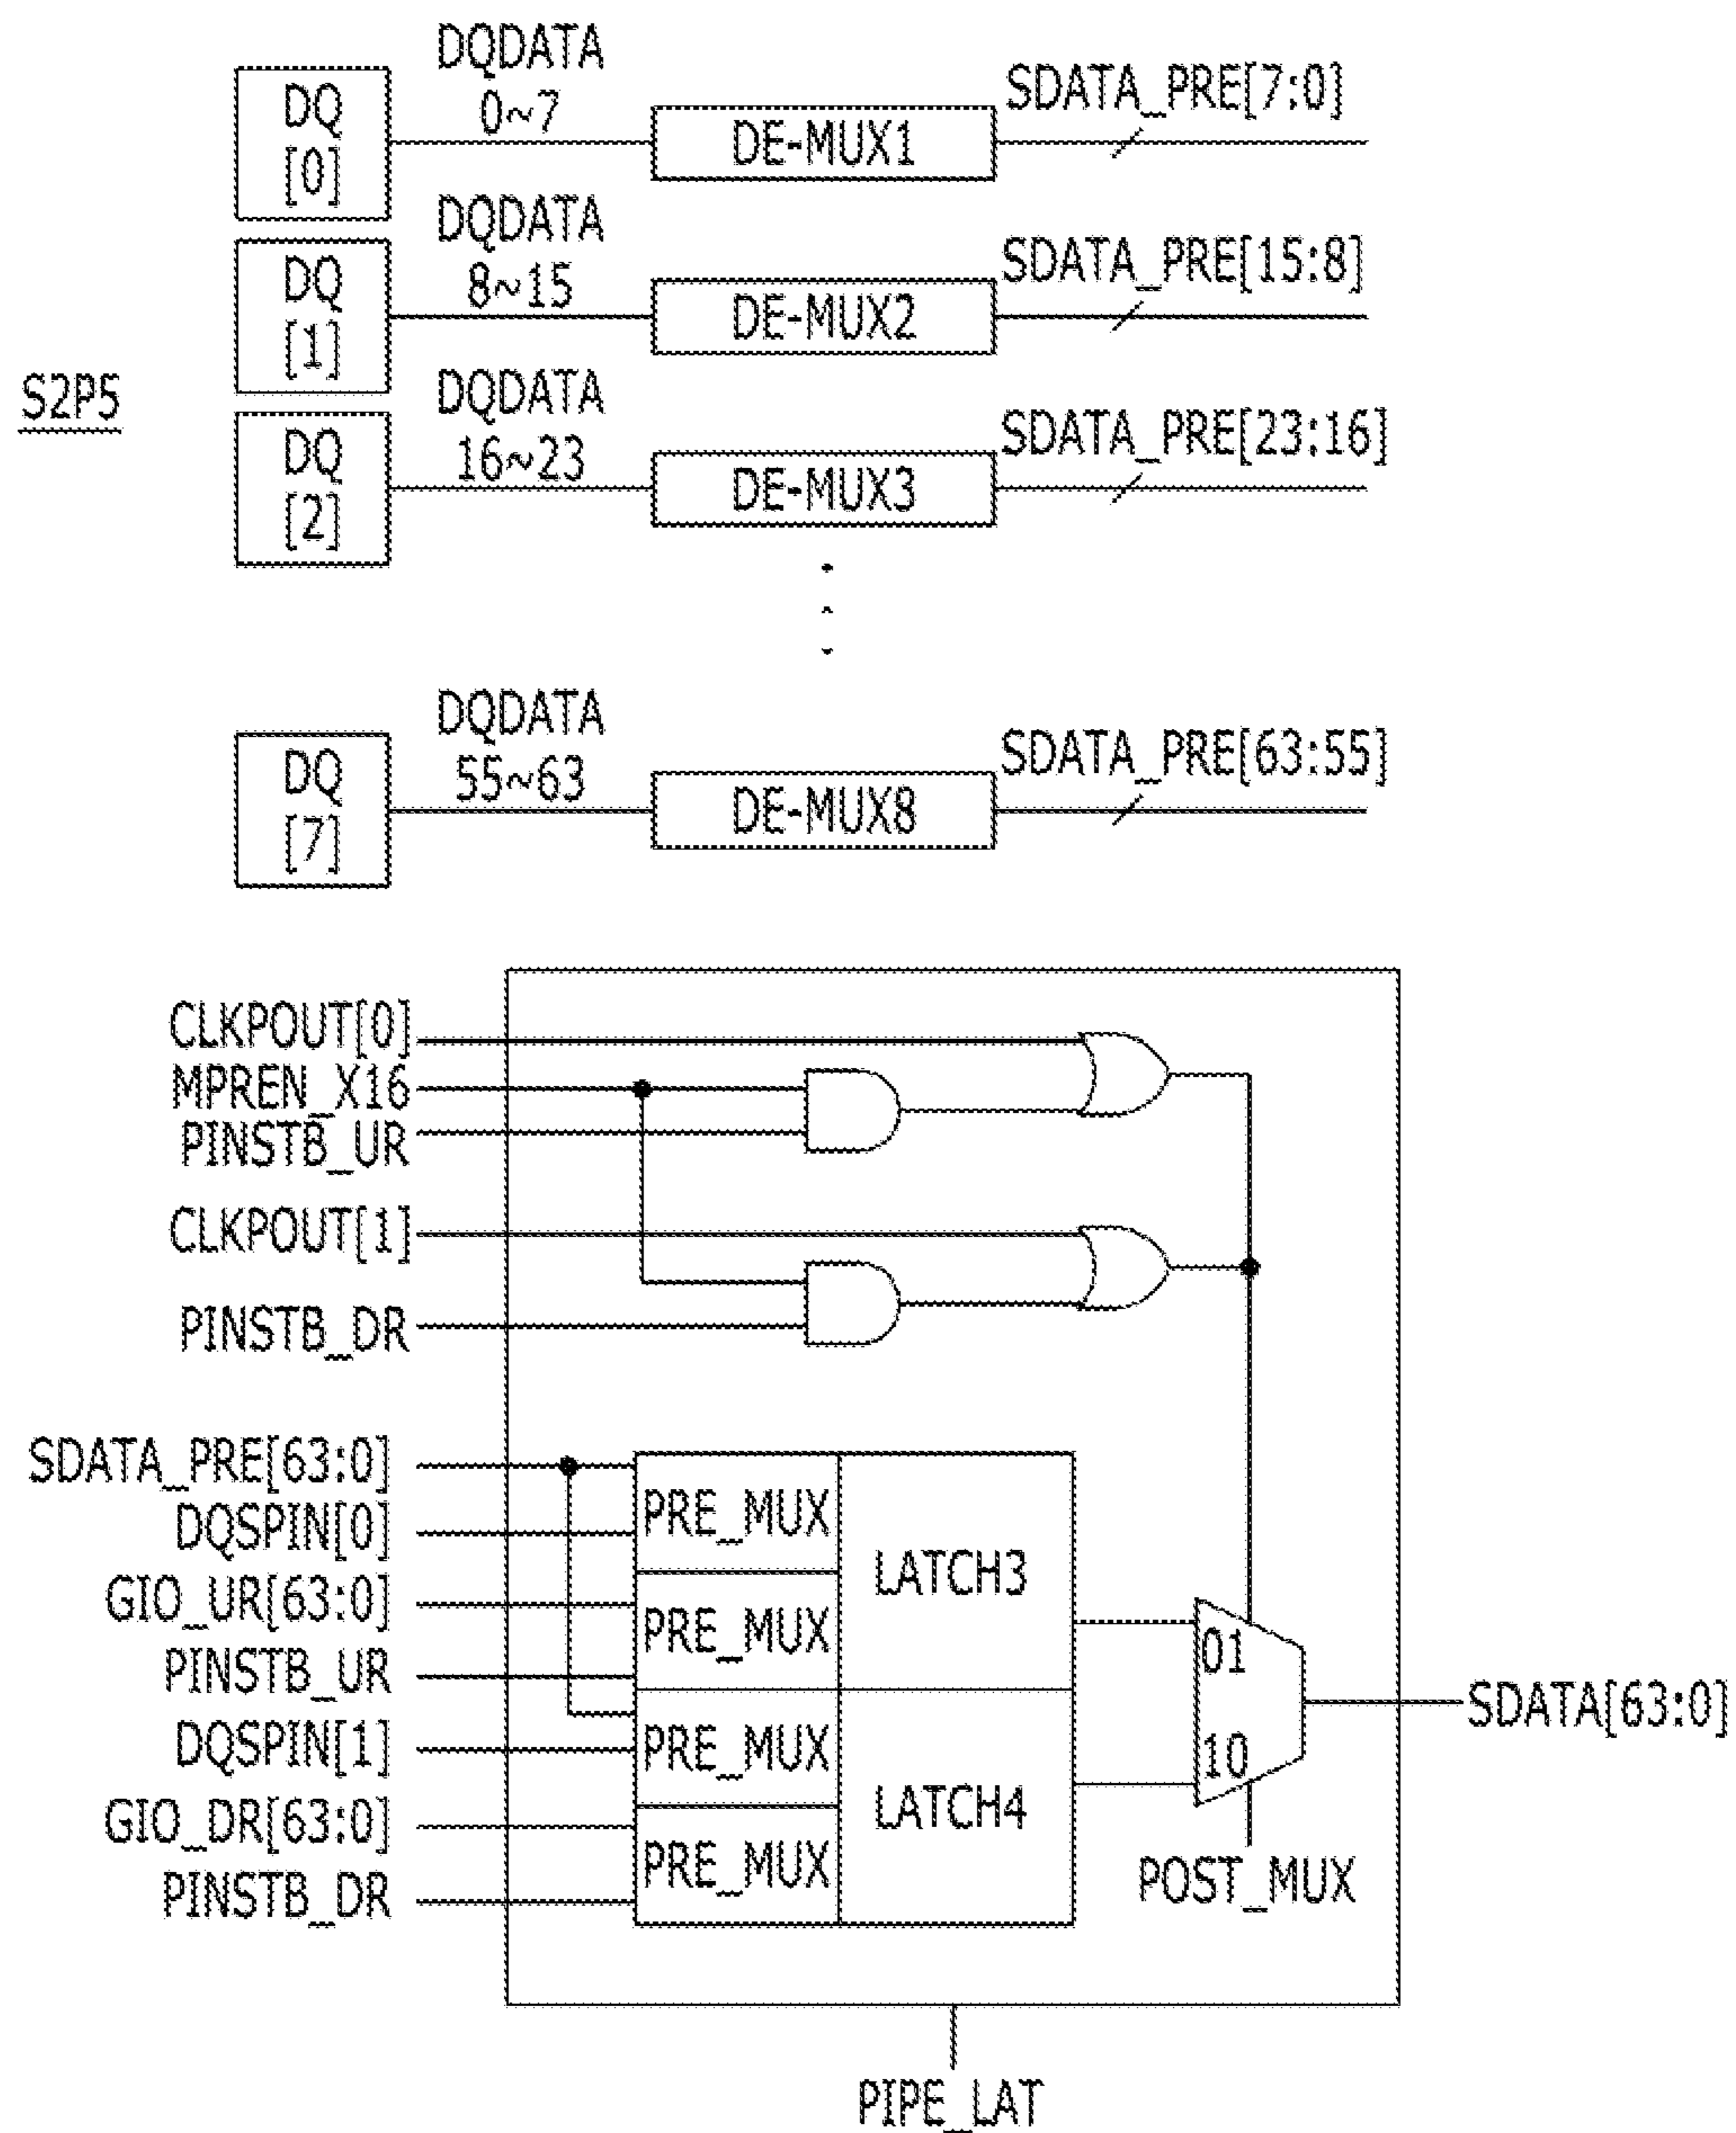 S2P5
DQ
[0]
DQDATA
0~7
DE-MUX1
SDATA_PRE[7:0]
DQ
[1]
DQDATA
8~15
DE-MUX2
SDATA_PRE[15:8]
DQ
[2]
DQDATA
16~23
DE-MUX3
SDATA_PRE[23:16]
DQ
[7]
DQDATA
55~63
DE-MUX8
SDATA_PRE[63:55]
CLKPOUT[0]
MPREN_X16
PINSTB_UR
CLKPOUT[1]
PINSTB_DR
SDATA_PRE[63:0]
DQSPIN[0]
GIO_UR[63:0]
PINSTB_UR
DQSPIN[1]
GIO_DR[63:0]
PINSTB_DR
PRE_MUX
PRE_MUX
PRE_MUX
PRE_MUX
LATCH3
LATCH4
01
10
POST_MUX
SDATA[63:0]
PIPE_LAT